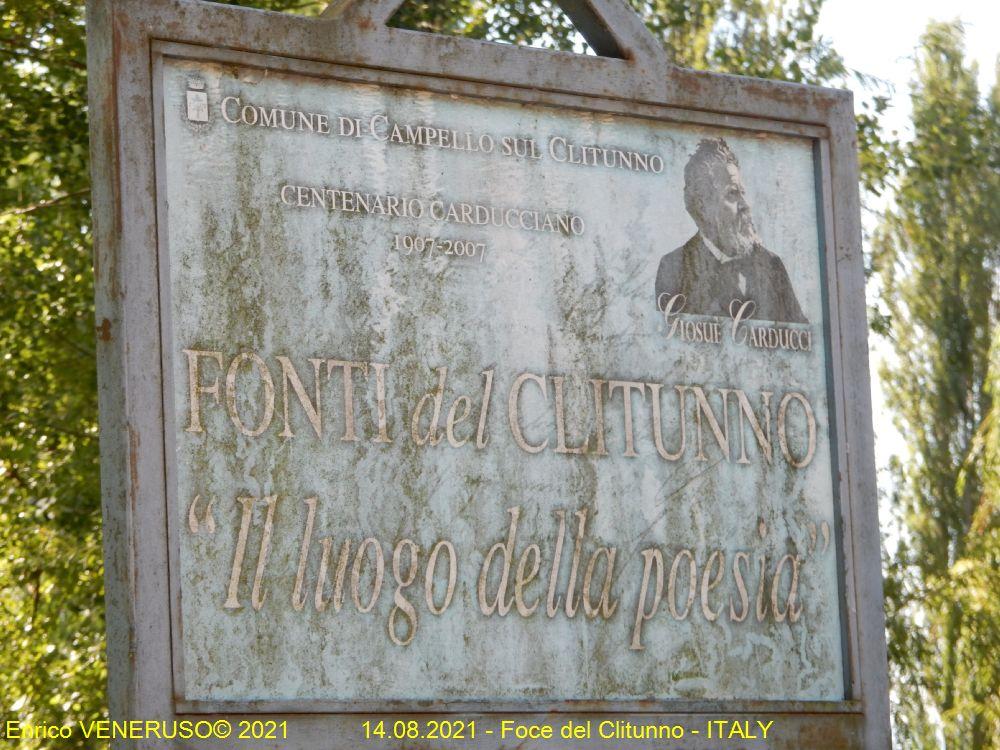 COMUNE DI CAMPELLO SUL CLITUNNO
CENTENARIO CARDUCCIANO
1907-2007
GIOSUE CARDUCCI
FONTI del CLITUNNO
“Il luogo della poesia”
Enrico VENERUSO© 2021 14.08.2021 - Foce del Clitunno - ITALY